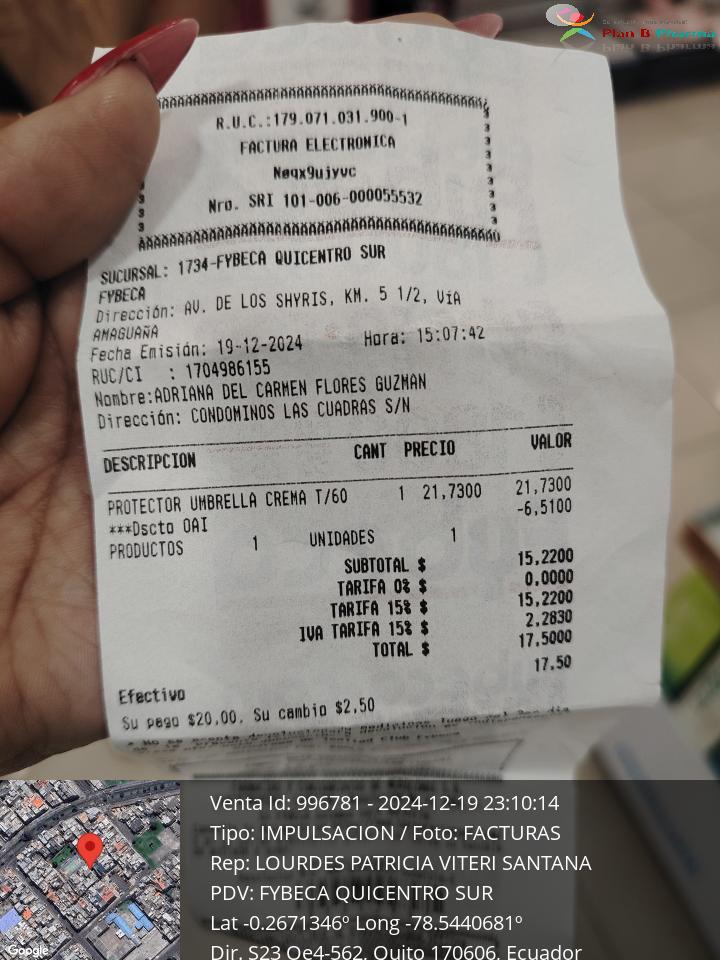 Plan B Pharma
R.U.C.:179.071.031.900-1
FACTURA ELECTRONICA
Nøqx9ujyvc
Nro. SRI 101-006-000055532
SUCURSAL: 1734-FYBECA QUICENTRO SUR
FYBECA
Dirección: AV. DE LOS SHYRIS, KM. 5 1/2, VíA
AMAGUAÑA
Fecha Emisión: 19-12-2024 Hora: 15:07:42
RUC/CI : 1704986155
Nombre:ADRIANA DEL CARMEN FLORES GUZMAN
Dirección: CONDOMINOS LAS CUADRAS S/N
DESCRIPCION CANT PRECIO VALOR
PROTECTOR UMBRELLA CREMA T/60 1 21,7300 21,7300
***Dscto OAI -6,5100
PRODUCTOS 1 UNIDADES 1
SUBTOTAL $ 15,2200
TARIFA 0% $ 0,0000
TARIFA 15% $ 15,2200
IVA TARIFA 15% $ 2,2830
TOTAL $ 17,5000
17,50
Efectivo
Su pago $20,00, Su cambio $2,50
Venta Id: 996781 - 2024-12-19 23:10:14
Tipo: IMPULSACION / Foto: FACTURAS
Rep: LOURDES PATRICIA VITERI SANTANA
PDV: FYBECA QUICENTRO SUR
Lat -0.2671346º Long -78.5440681º
Dir. S23 Oe4-562, Quito 170606, Ecuador
Google